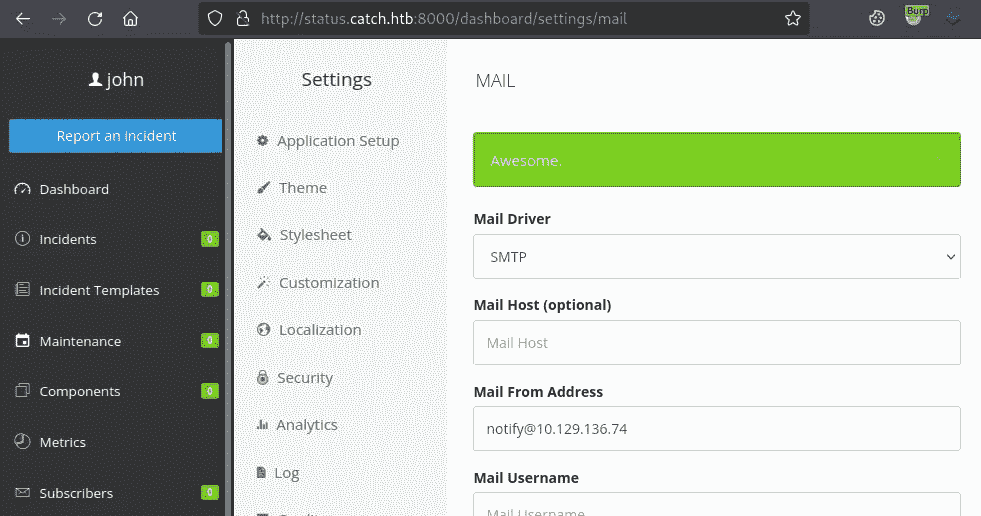 http://status.catch.htb:8000/dashboard/settings/mail
Burp
john
Report an Incident
Dashboard
Incidents 0
Incident Templates 0
Maintenance 0
Components 0
Metrics
Subscribers 0
Settings
Application Setup
Theme
Stylesheet
Customization
Localization
Security
Analytics
Log
MAIL
Awesome.
Mail Driver
SMTP
Mail Host (optional)
Mail Host
Mail From Address
notify@10.129.136.74
Mail Username
Mail Username